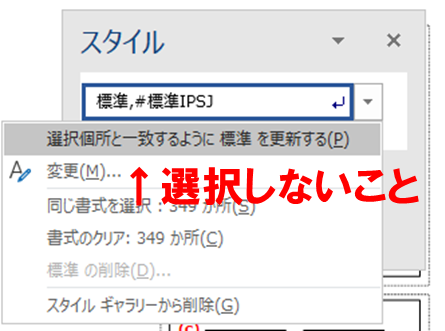 スタイル
標準,#標準IPSJ
選択個所と一致するように 標準 を更新する(P)
変更(M)...
↑選択しないこと
同じ書式を選択 : 349 か所(S)
書式のクリア: 349 か所(C)
標準 の削除(D)...
スタイル ギャラリーから削除(G)
(c)